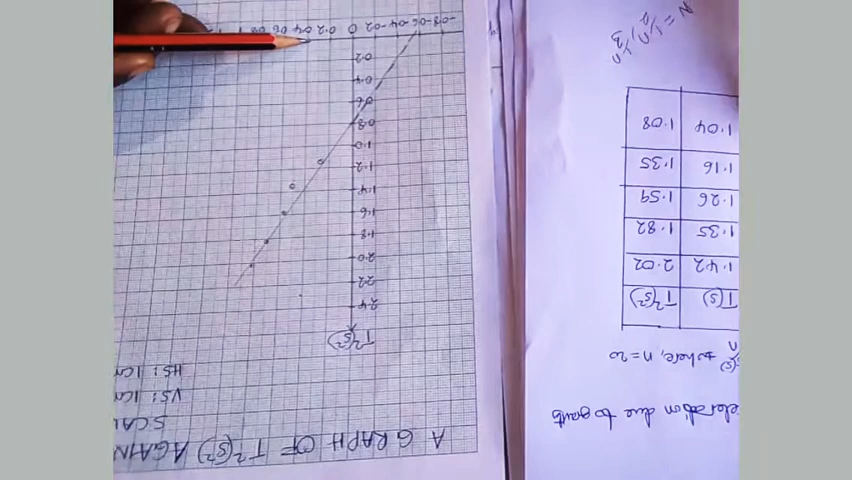 A GRAPH OF T²(s²) AGAIN
SCAL
VS: 1cm
HS: 1cm
T²(s²)
2.4
2.2
2.0
1.8
1.6
1.4
1.2
1.0
0.8
0.6
0.4
0.2
-0.8 -0.6 -0.4 -0.2 0 0.2 0.4 0.6 0.8
eleration due to gravity
where, n=20
T(s) T²(s²)
1.42 2.02
1.35 1.82
1.26 1.59
1.16 1.35
1.04 1.08